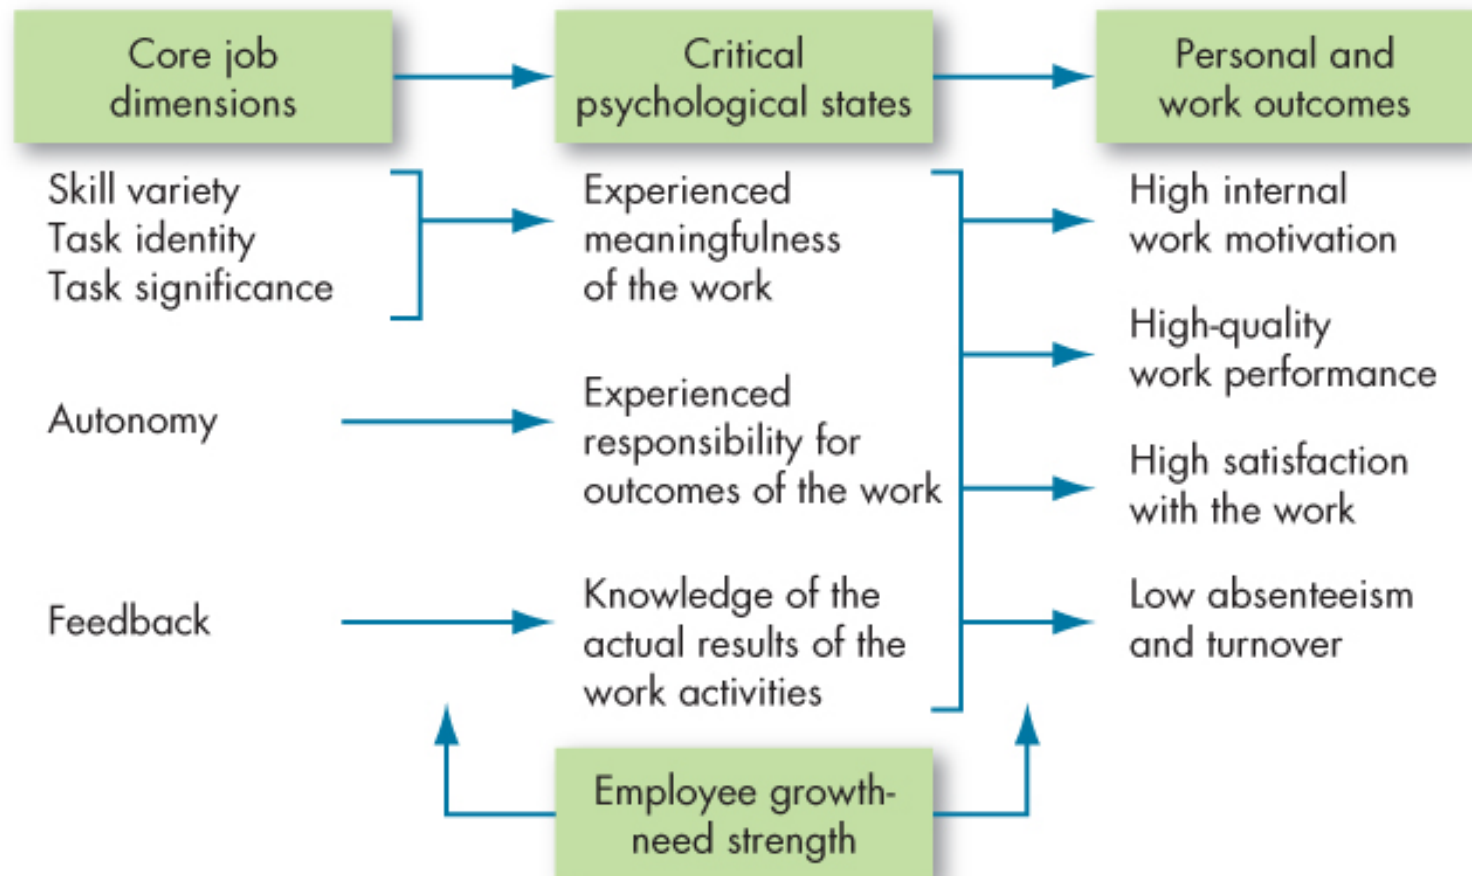 Core job
dimensions
Critical
psychological states
Personal and
work outcomes
Skill variety
Task identity
Task significance
Experienced
meaningfulness
of the work
High internal
work motivation
High-quality
work performance
Autonomy
Experienced
responsibility for
outcomes of the work
High satisfaction
with the work
Feedback
Knowledge of the
actual results of the
work activities
Low absenteeism
and turnover
Employee growth-
need strength